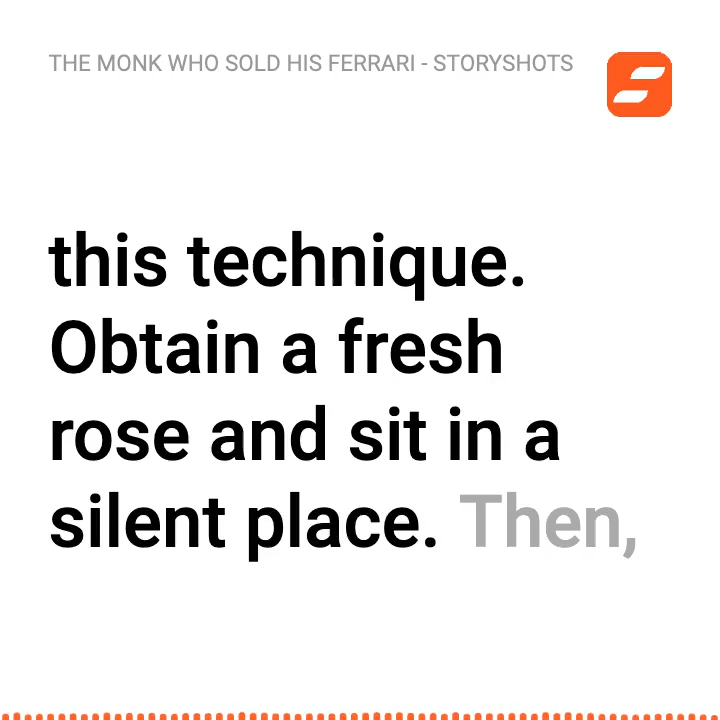 THE MONK WHO SOLD HIS FERRARI - STORYSHOTS
this technique.
Obtain a fresh
rose and sit in a
silent place. Then,